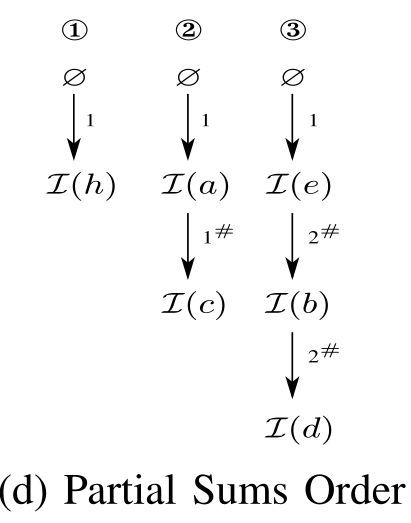 ① ② ③
∅ ∅ ∅
1 1 1
I(h) I(a) I(e)
1# 2#
I(c) I(b)
2#
I(d)
(d) Partial Sums Order